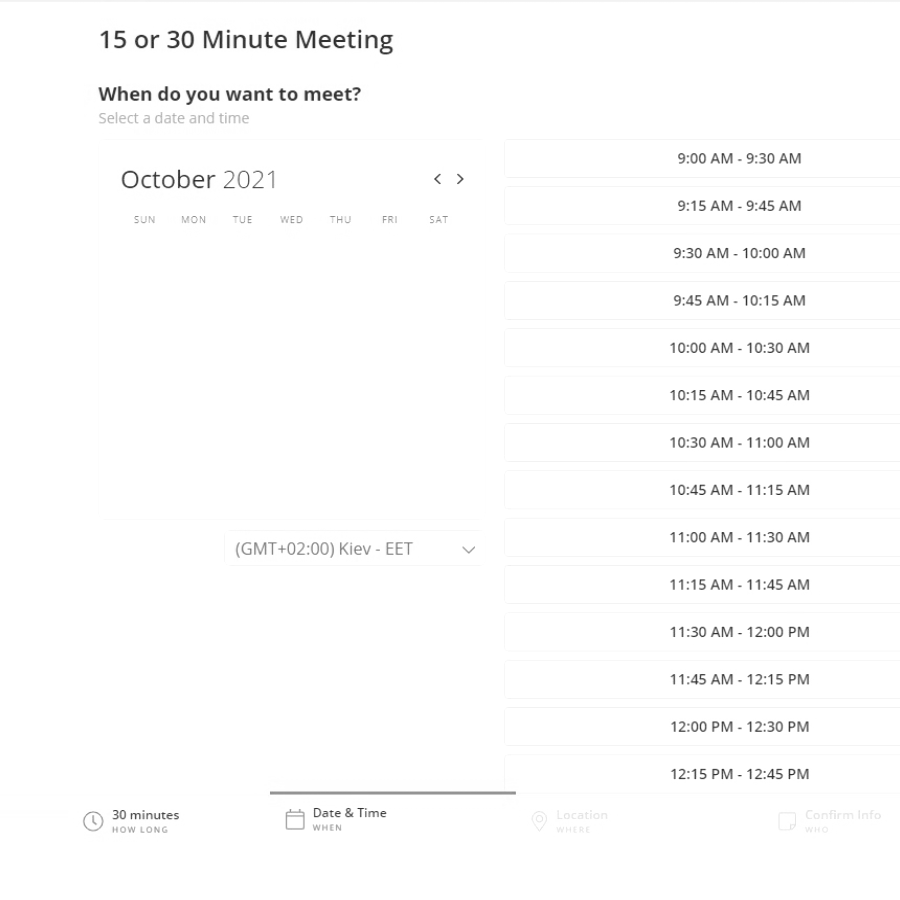 15 or 30 Minute Meeting
When do you want to meet?
Select a date and time
October 2021
SUN MON TUE WED THU FRI SAT
(GMT+02:00) Kiev - EET
9:00 AM - 9:30 AM
9:15 AM - 9:45 AM
9:30 AM - 10:00 AM
9:45 AM - 10:15 AM
10:00 AM - 10:30 AM
10:15 AM - 10:45 AM
10:30 AM - 11:00 AM
10:45 AM - 11:15 AM
11:00 AM - 11:30 AM
11:15 AM - 11:45 AM
11:30 AM - 12:00 PM
11:45 AM - 12:15 PM
12:00 PM - 12:30 PM
12:15 PM - 12:45 PM
30 minutes
HOW LONG
Date & Time
WHEN
Location
WHERE
Confirm Info
WHO